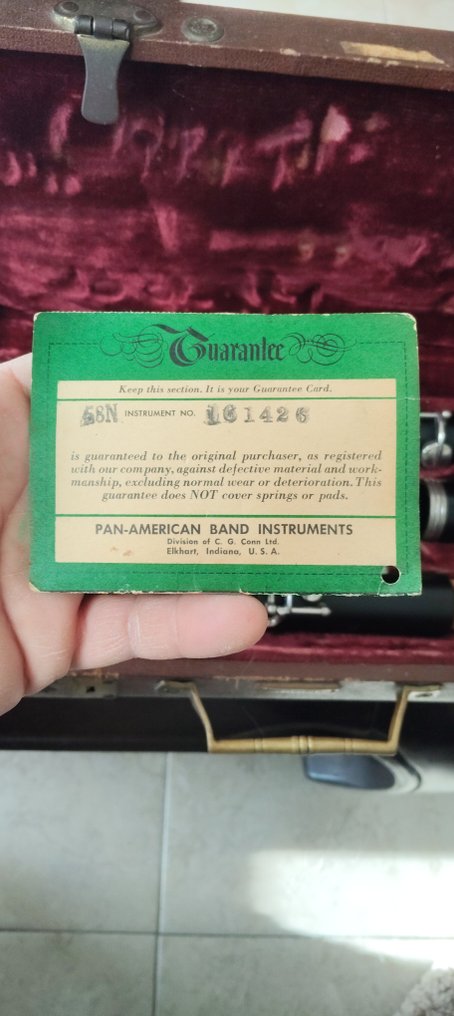 Guarantee
Keep this section. It is your Guarantee Card.
68N INSTRUMENT NO. 161426
is guaranteed to the original purchaser, as registered
with our company, against defective material and work-
manship, excluding normal wear or deterioration. This
guarantee does NOT cover springs or pads.
PAN-AMERICAN BAND INSTRUMENTS
Division of C. G. Conn Ltd.
Elkhart, Indiana, U. S. A.